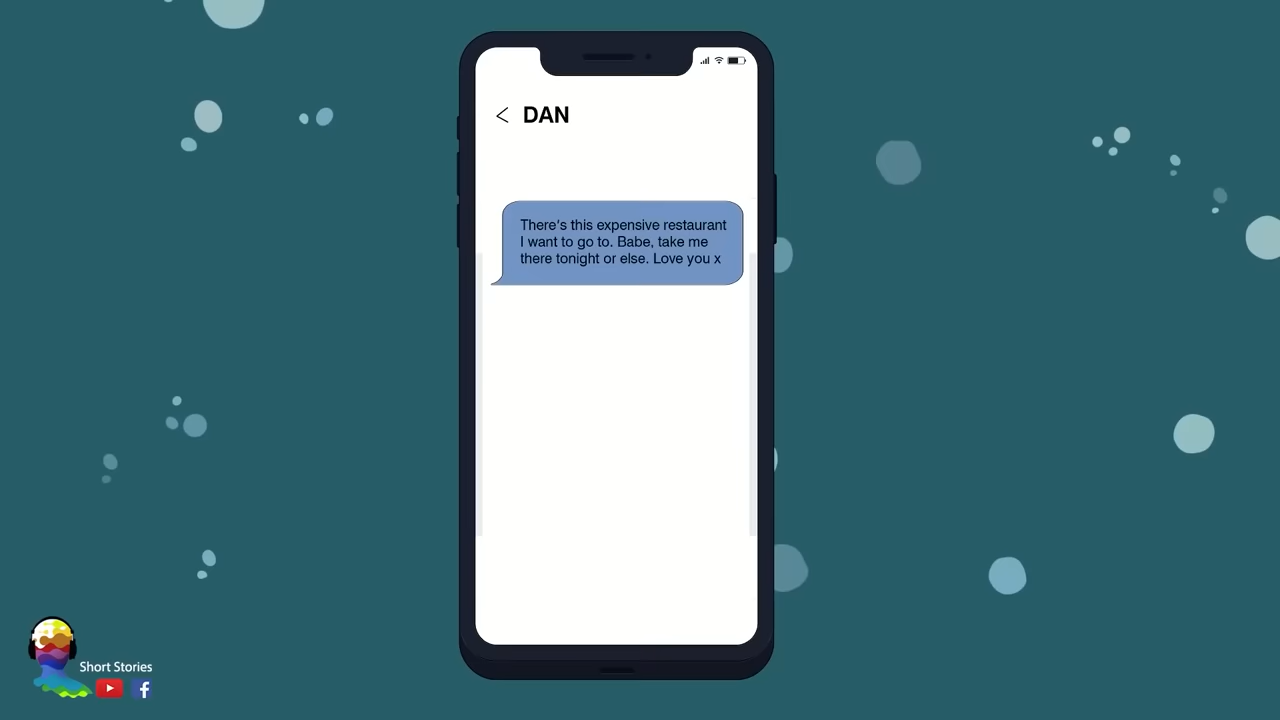 DAN
There's this expensive restaurant
I want to go to. Babe, take me
there tonight or else. Love you x
Short Stories